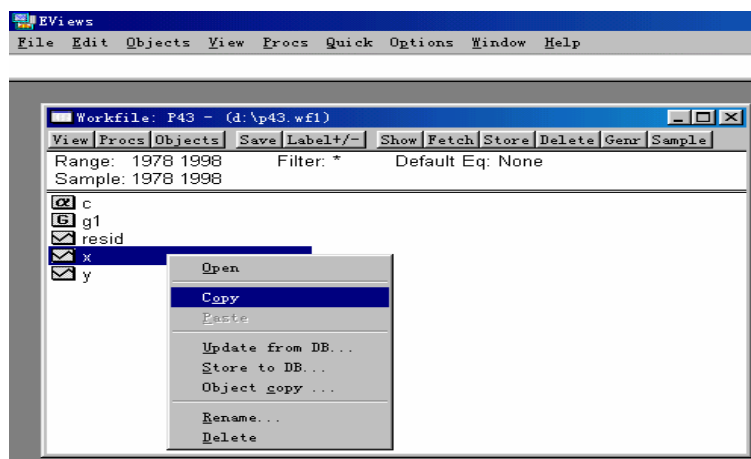 EViews
File Edit Objects View Procs Quick Options Window Help
Workfile: P43 - (d:\p43.wf1)
View Procs Objects Save Label+/- Show Fetch Store Delete Genr Sample
Range: 1978 1998 Filter: * Default Eq: None
Sample: 1978 1998
α c
G g1
resid
x
y
Open
Copy
Paste
Update from DB...
Store to DB...
Object copy ...
Rename...
Delete